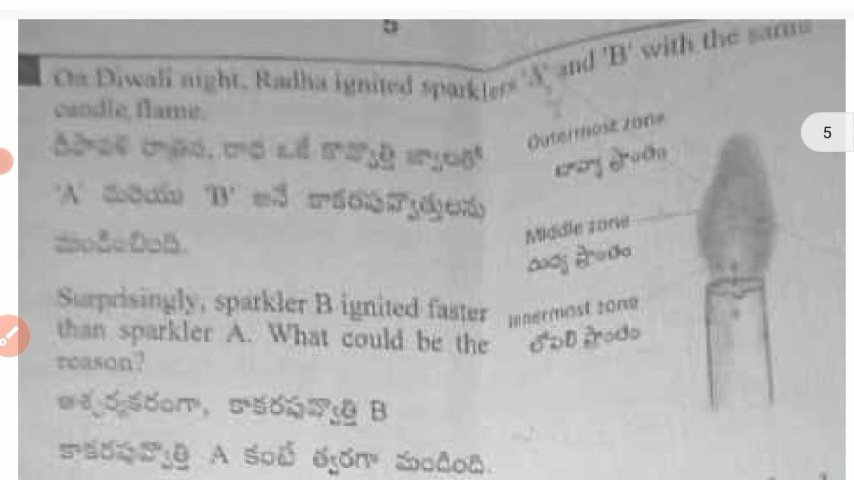 5
On Diwali night, Radha ignited sparklers 'A' and 'B' with the same
candle flame.
దీపావళి రాత్రిన, రాధ ఒకే కొవ్వొత్తి జ్వాలతో
'A' మరియు 'B' అనే కాకరపువ్వొత్తులను
మండించింది.
Surprisingly, sparkler B ignited faster
than sparkler A. What could be the
reason?
ఆశ్చర్యకరంగా, కాకరపువ్వొత్తి B
కాకరపువ్వొత్తి A కంటే త్వరగా మండింది.
Outermost zone
బాహ్య ప్రాంతం
Middle zone
మధ్య ప్రాంతం
Innermost zone
లోపలి ప్రాంతం
5